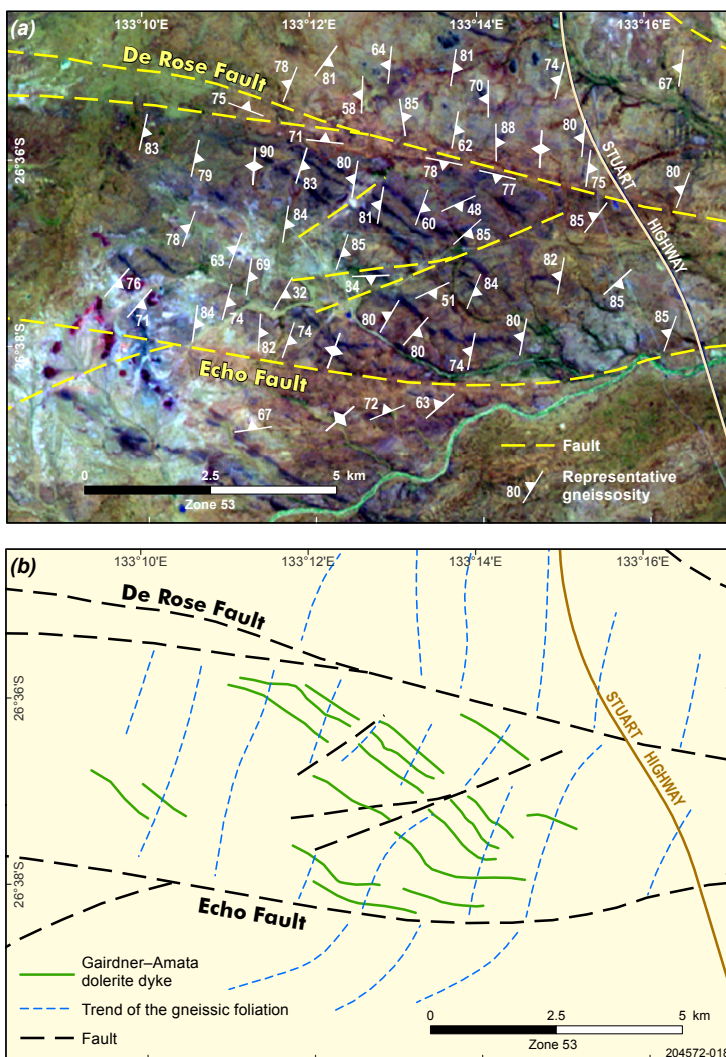 (a)
133°10'E
133°12'E
133°14'E
133°16'E
De Rose Fault
78
81
64
81
74
67
75
58
85
70
26°36'S
83
71
62
88
80
79
90
83
80
78
77
75
80
STUART
HIGHWAY
84
81
60
48
85
78
63
85
85
69
82
76
34
32
51
84
85
71
84
74
80
80
26°38'S
82
74
80
74
85
Echo Fault
67
72
63
Fault
0 2.5 5 km
Zone 53
80
Representative
gneissosity
(b)
133°10'E
133°12'E
133°14'E
133°16'E
De Rose Fault
26°36'S
STUART
HIGHWAY
26°38'S
Echo Fault
Gairdner–Amata
dolerite dyke
Trend of the gneissic foliation
Fault
0 2.5 5 km
Zone 53
204572-018